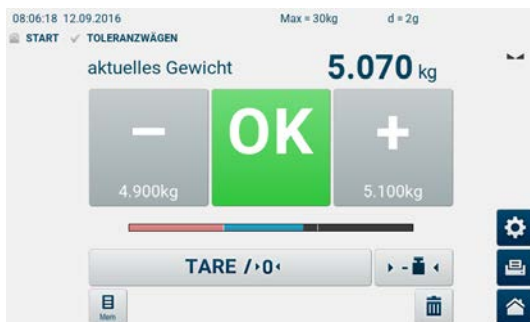 08:06:18 12.09.2016 Max = 30kg d = 2g
START TOLERANZWÄGEN
aktuelles Gewicht 5.070 kg
− OK +
4.900kg 5.100kg
TARE /→0← - 
Mem